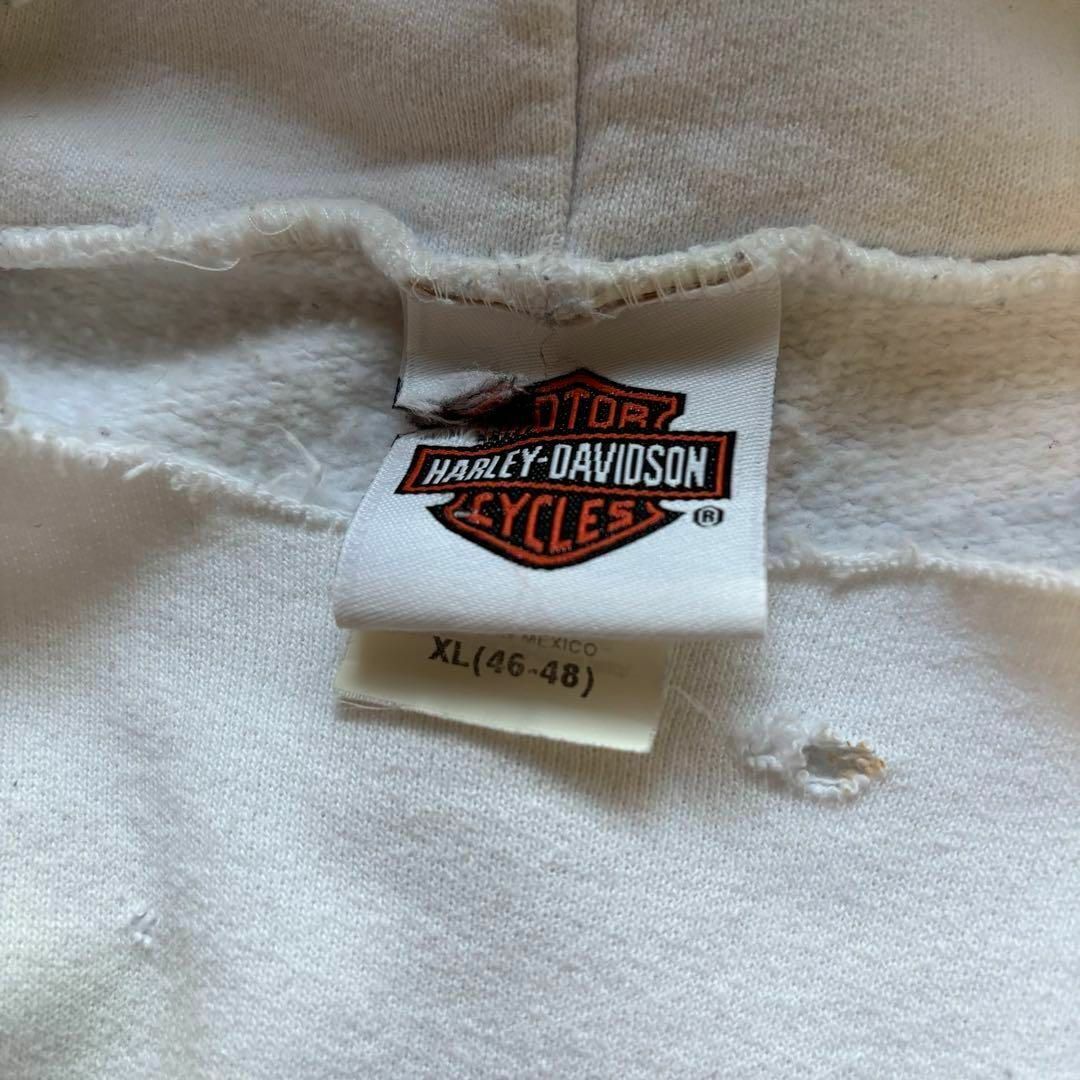 MOTOR
HARLEY-DAVIDSON
CYCLES
®
MEXICO
XL(46-48)